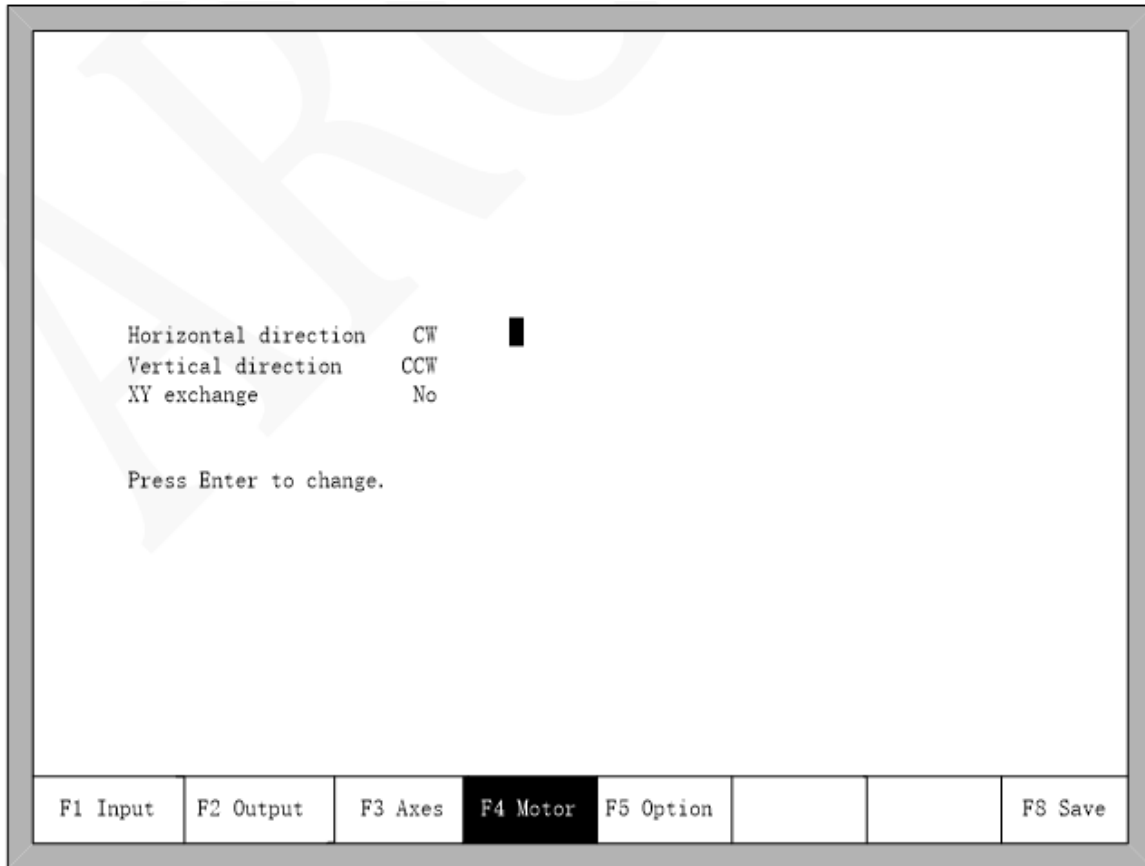 Horizontal direction CW
Vertical direction CCW
XY exchange No
Press Enter to change.
F1 Input F2 Output F3 Axes F4 Motor F5 Option F8 Save